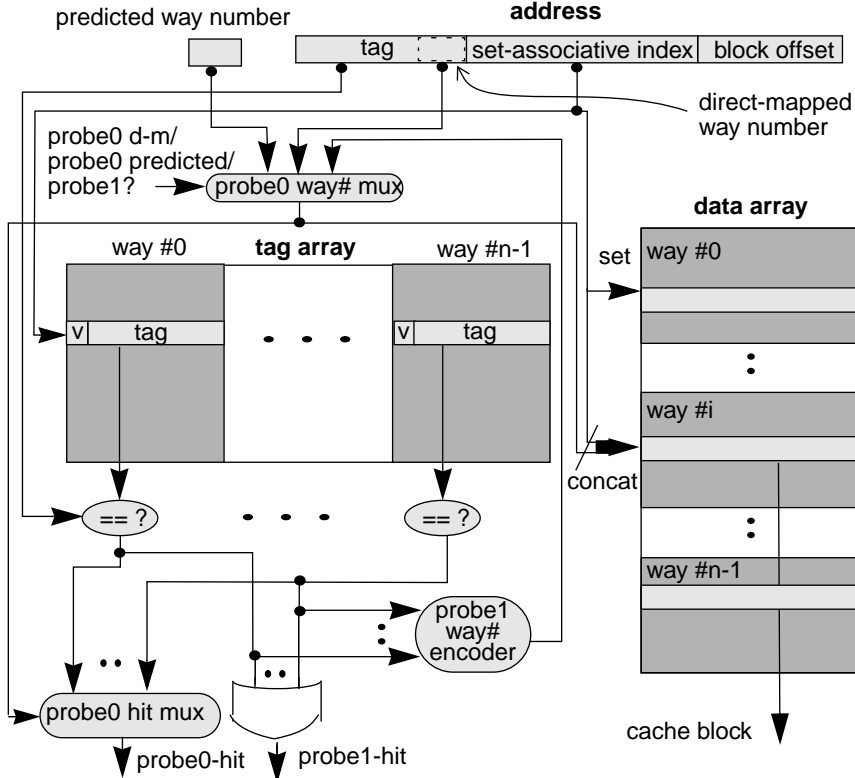 predicted way number
address
tag
set-associative index
block offset
direct-mapped
way number
probe0 d-m/
probe0 predicted/
probe1?
probe0 way# mux
data array
way #0
tag array
way #n-1
set
way #0
v
tag
v
tag
way #i
concat
== ?
== ?
way #n-1
probe1
way#
encoder
probe0 hit mux
probe0-hit
probe1-hit
cache block